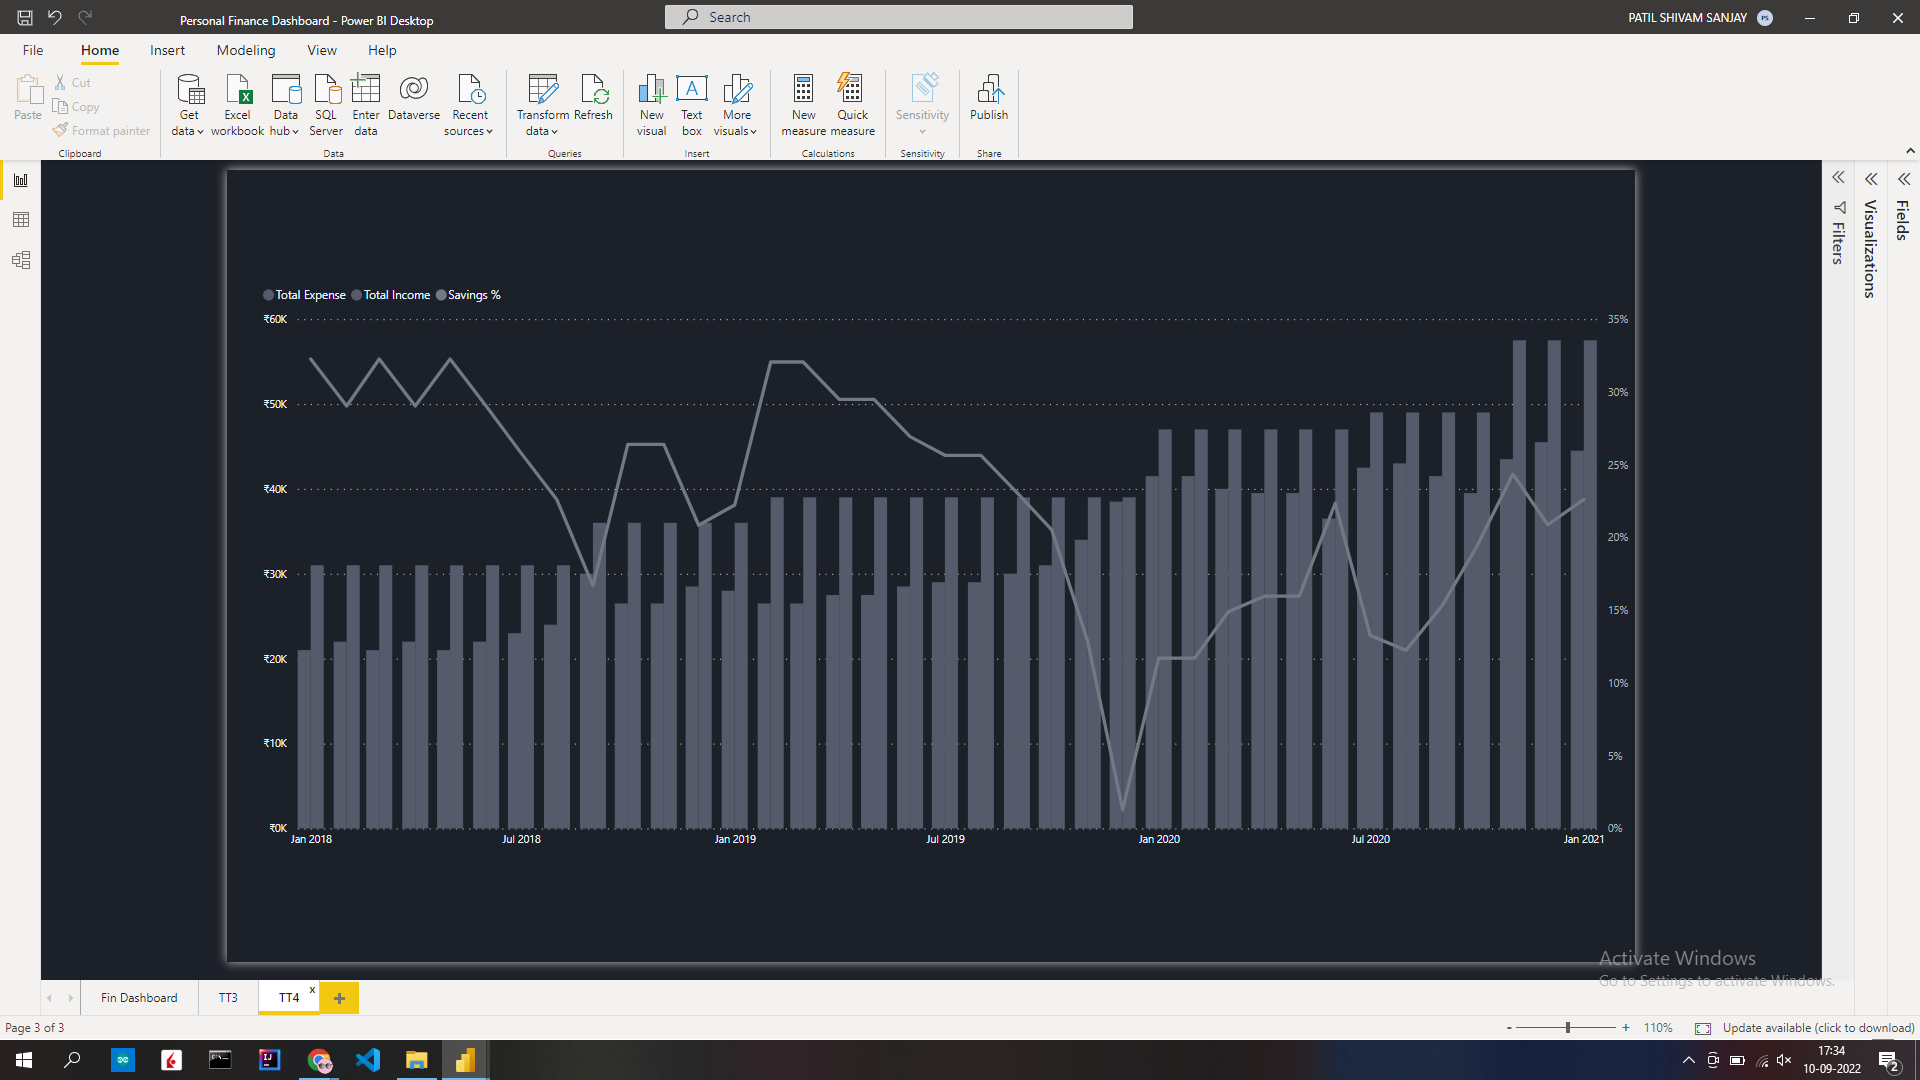 Personal Finance Dashboard - Power BI Desktop
Search
PATIL SHIVAM SANJAY
PS
File Home Insert Modeling View Help
Paste
Cut
Copy
Format painter
Clipboard
Get data
Excel workbook
Data hub
SQL Server
Enter data
Dataverse
Recent sources
Data
Transform data
Refresh
Queries
New visual
Text box
More visuals
Insert
New measure
Quick measure
Calculations
Sensitivity
Sensitivity
Publish
Share
Filters
Visualizations
Fields
Total Expense Total Income Savings %
₹60K
₹50K
₹40K
₹30K
₹20K
₹10K
₹0K
35%
30%
25%
20%
15%
10%
5%
0%
Jan 2018 Jul 2018 Jan 2019 Jul 2019 Jan 2020 Jul 2020 Jan 2021
Activate Windows
Go to Settings to activate Windows.
Fin Dashboard TT3 TT4 x +
Page 3 of 3
- + 110% Update available (click to download)
17:34
10-09-2022
2